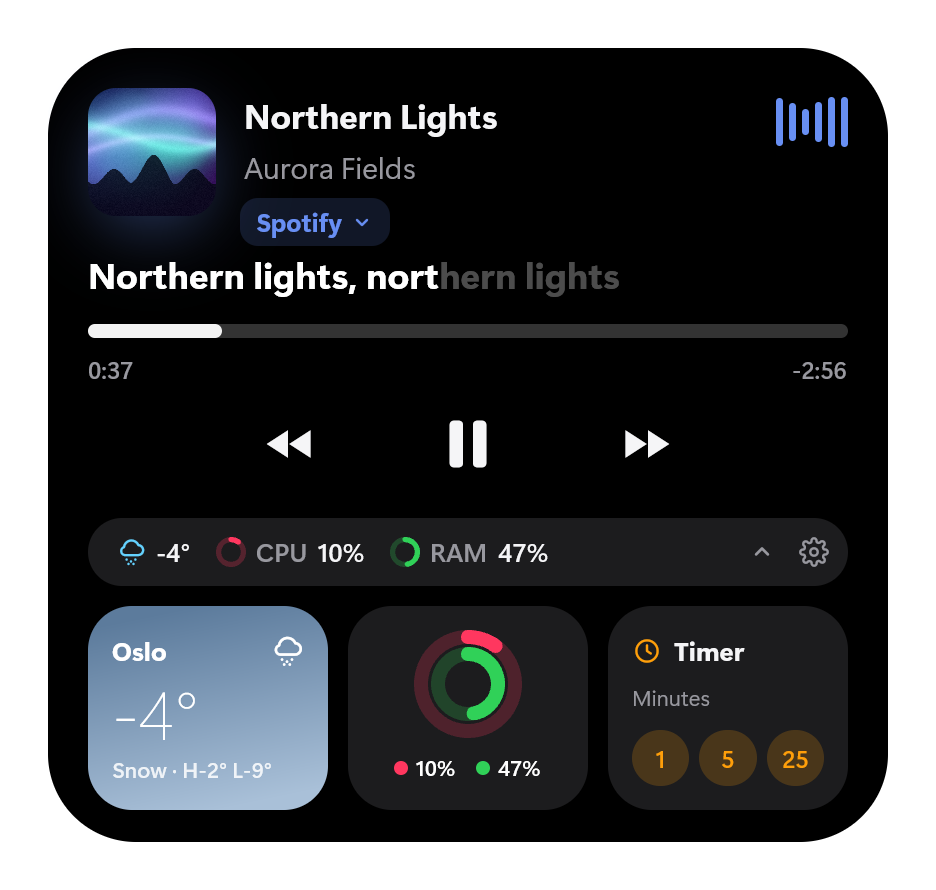 Northern Lights
Aurora Fields
Spotify
Northern lights, northern lights
0:37 -2:56
-4° CPU 10% RAM 47%
Oslo
-4°
Snow · H-2° L-9°
10% 47%
Timer
Minutes
1 5 25